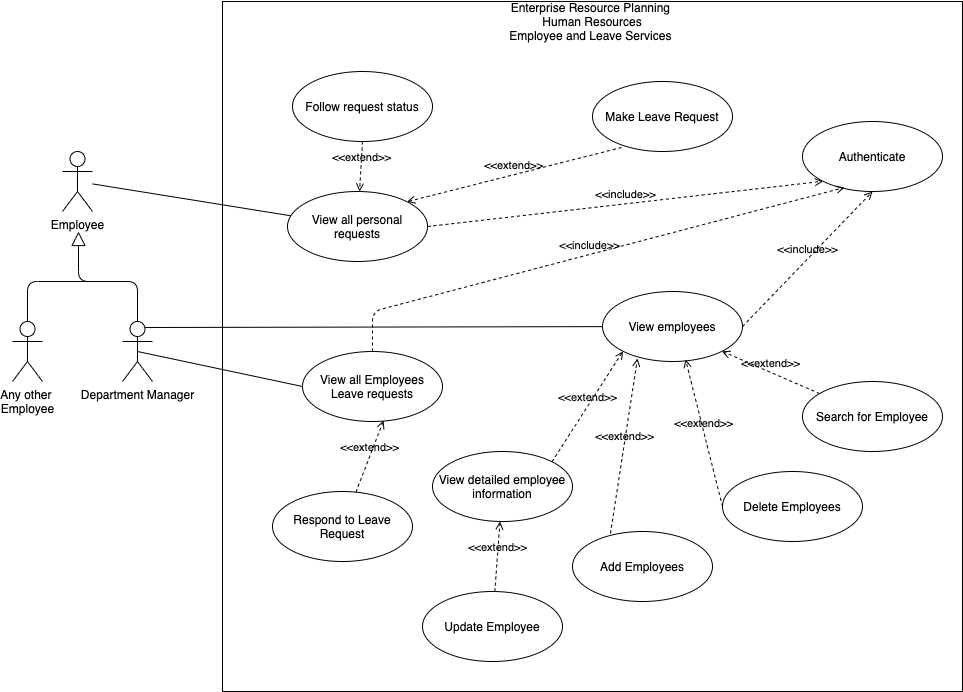 Enterprise Resource Planning
Human Resources
Employee and Leave Services
Follow request status
Make Leave Request
Authenticate
<<extend>>
<<extend>>
<<include>>
View all personal
requests
Employee
<<include>>
<<include>>
View employees
<<extend>>
View all Employees
Leave requests
Any other
Employee
Department Manager
<<extend>>
Search for Employee
<<extend>>
<<extend>>
<<extend>>
View detailed employee
information
Delete Employees
Respond to Leave
Request
<<extend>>
Add Employees
Update Employee